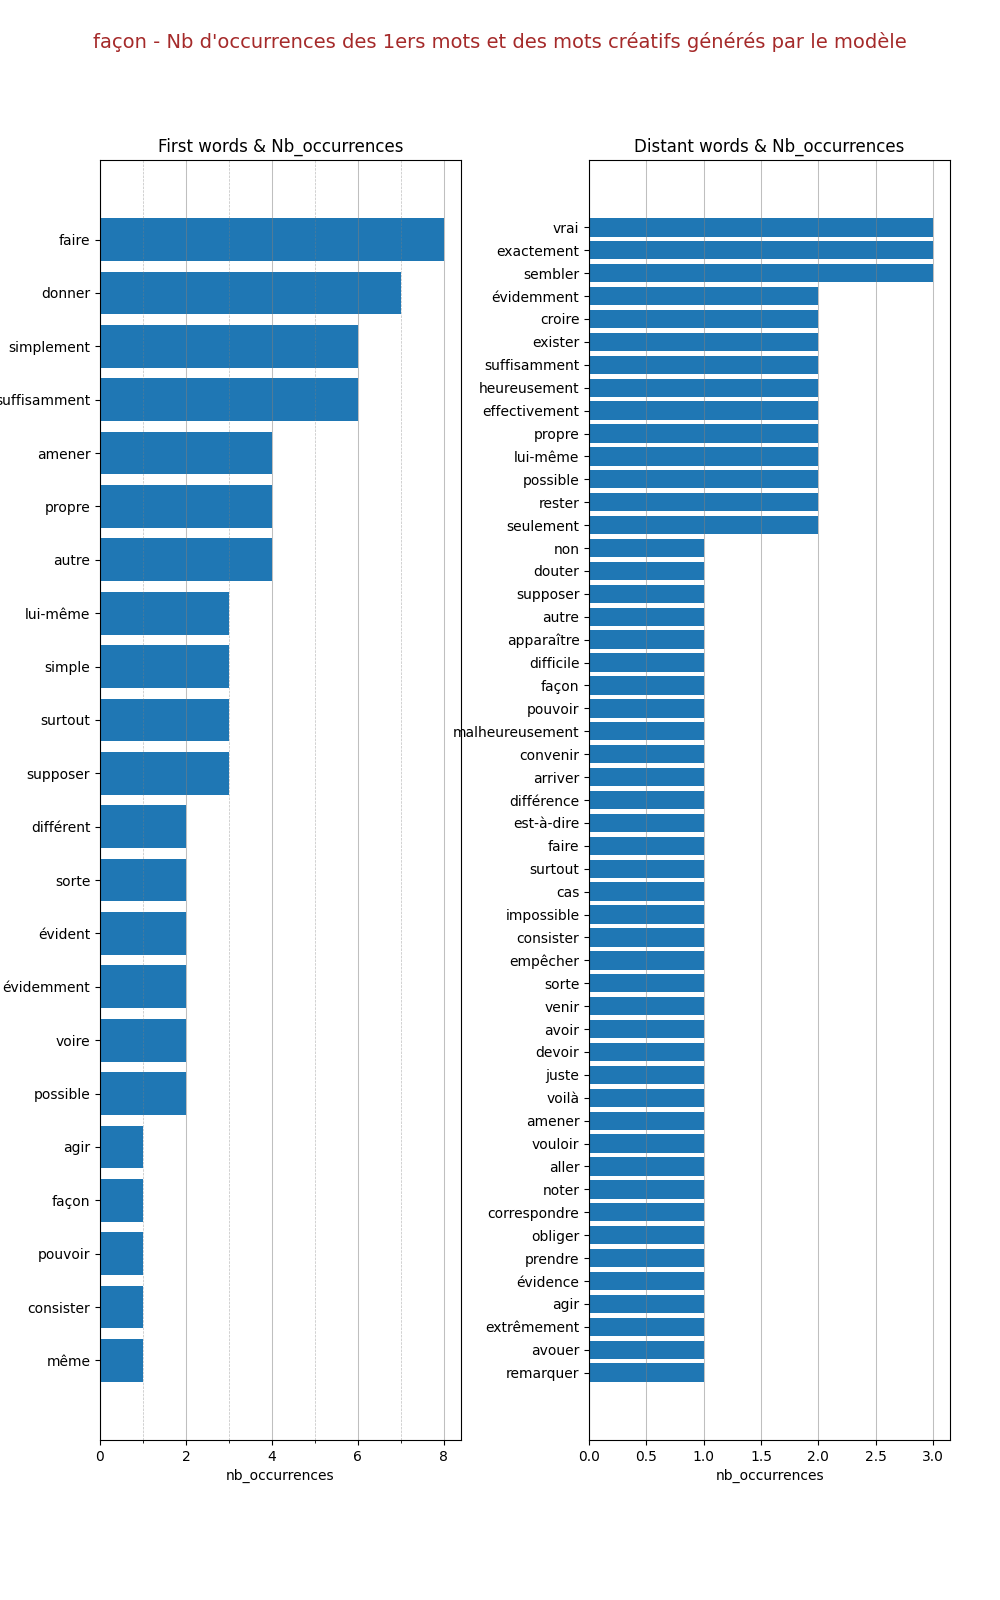 façon - Nb d'occurrences des 1ers mots et des mots créatifs générés par le modèle
First words & Nb_occurrences
faire
donner
simplement
suffisamment
amener
propre
autre
lui-même
simple
surtout
supposer
différent
sorte
évident
évidemment
voire
possible
agir
façon
pouvoir
consister
même
0 2 4 6 8
nb_occurrences
Distant words & Nb_occurrences
vrai
exactement
sembler
évidemment
croire
exister
suffisamment
heureusement
effectivement
propre
lui-même
possible
rester
seulement
non
douter
supposer
autre
apparaître
difficile
façon
pouvoir
malheureusement
convenir
arriver
différence
est-à-dire
faire
surtout
cas
impossible
consister
empêcher
sorte
venir
avoir
devoir
juste
voilà
amener
vouloir
aller
noter
correspondre
obliger
prendre
évidence
agir
extrêmement
avouer
remarquer
0.0 0.5 1.0 1.5 2.0 2.5 3.0
nb_occurrences